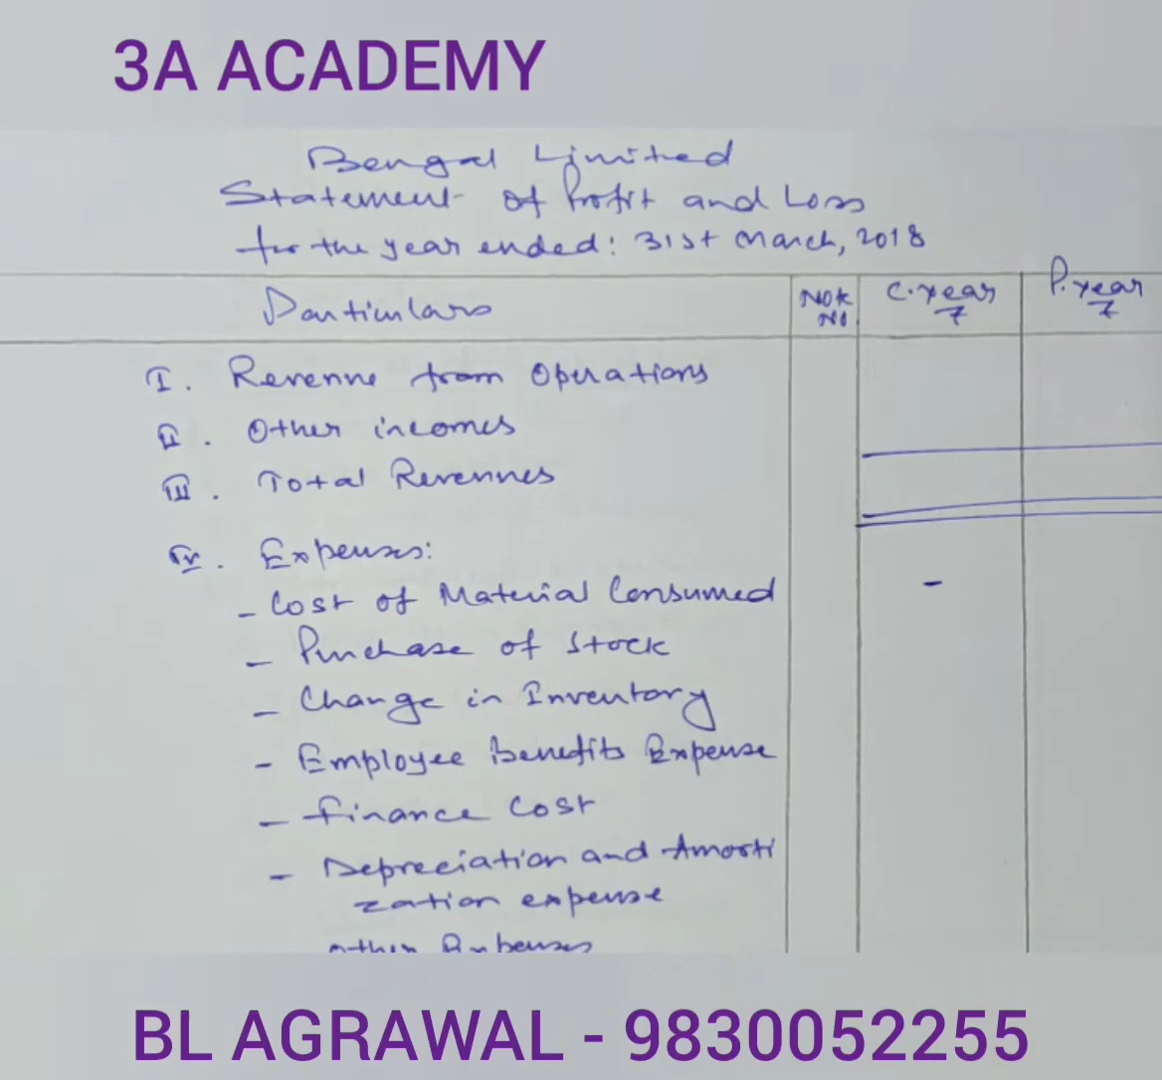 3A ACADEMY
Bengal Limited
Statement of Profit and Loss
for the year ended: 31st March, 2018
Particulars
Note No.
C. year ₹
P. year ₹
I. Revenue from Operations
II. Other incomes
III. Total Revenues
IV. Expenses:
- Cost of Material Consumed
-
- Purchase of Stock
- Change in Inventory
- Employee Benefits Expense
- Finance Cost
- Depreciation and Amorti
zation expense
other Expenses
BL AGRAWAL - 9830052255